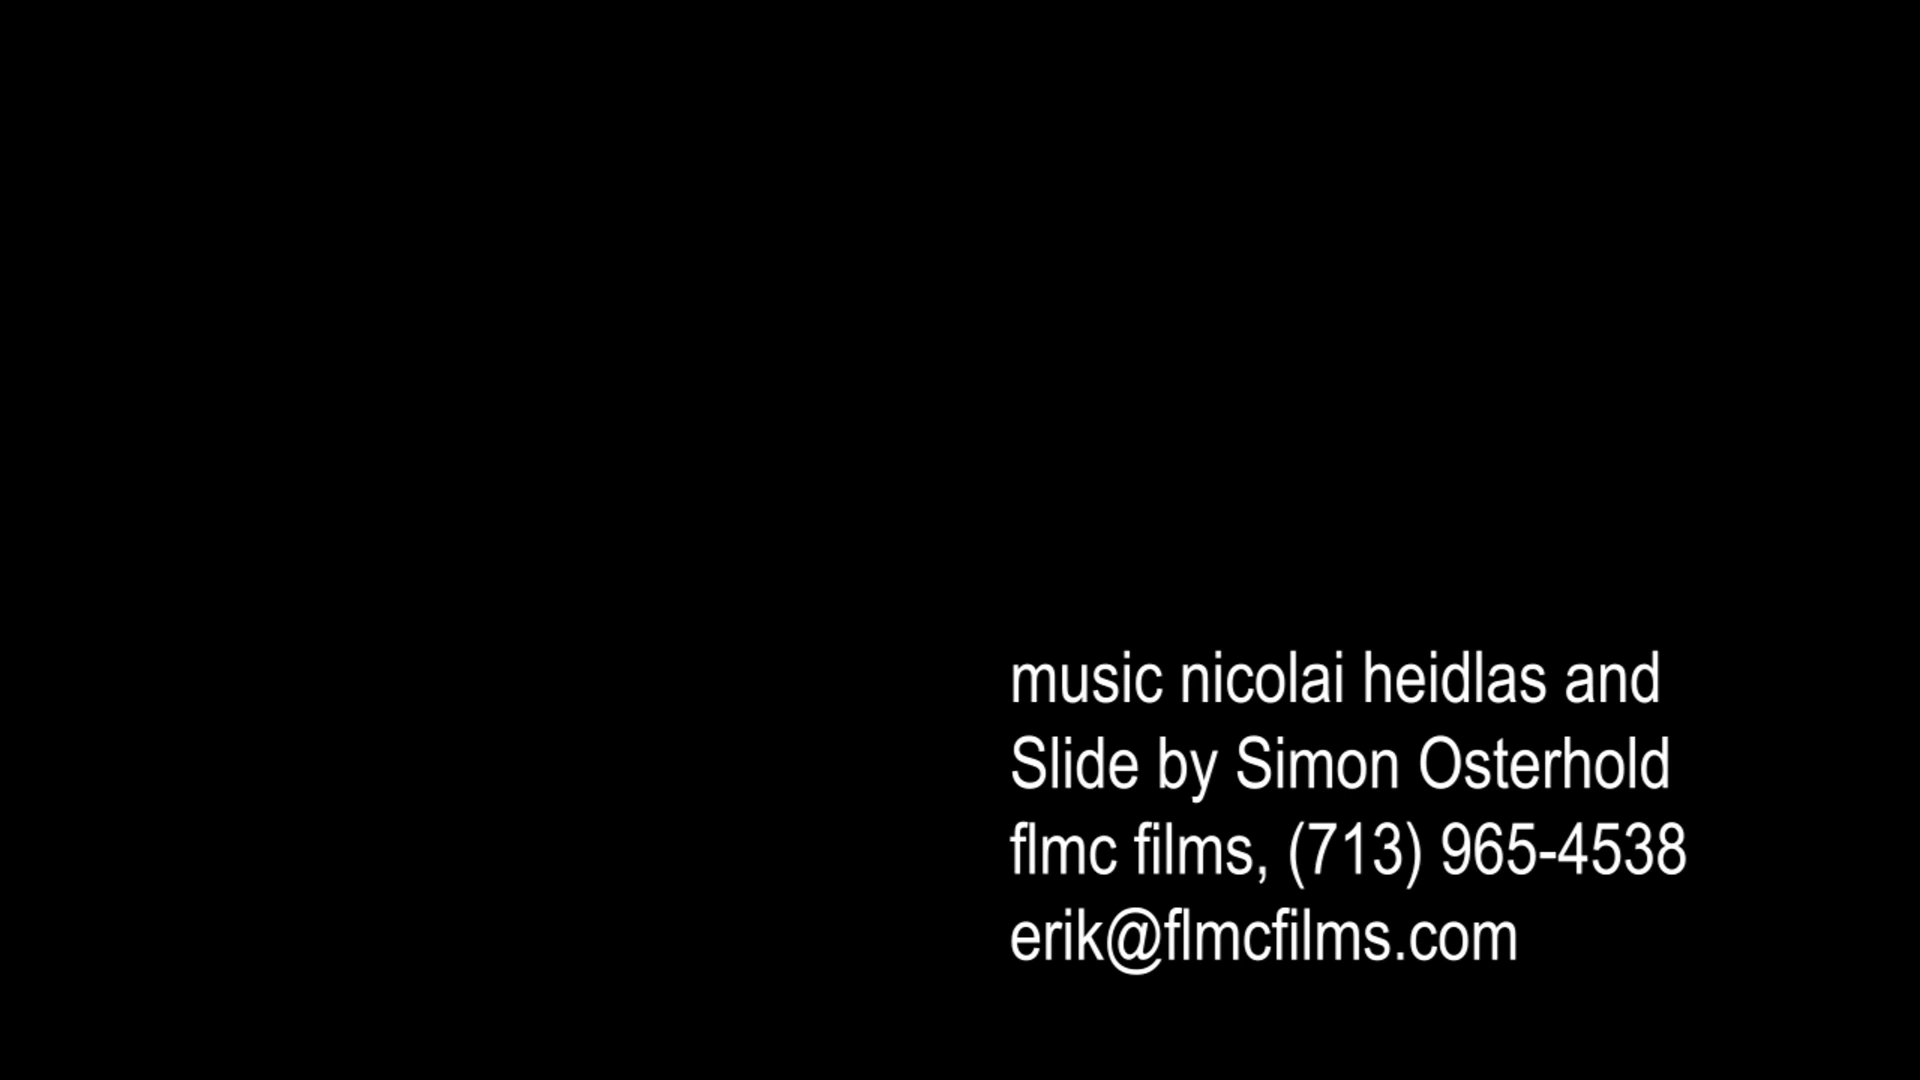 music nicolai heidlas and
Slide by Simon Osterhold
flmc films, (713) 965-4538
erik@flmcfilms.com